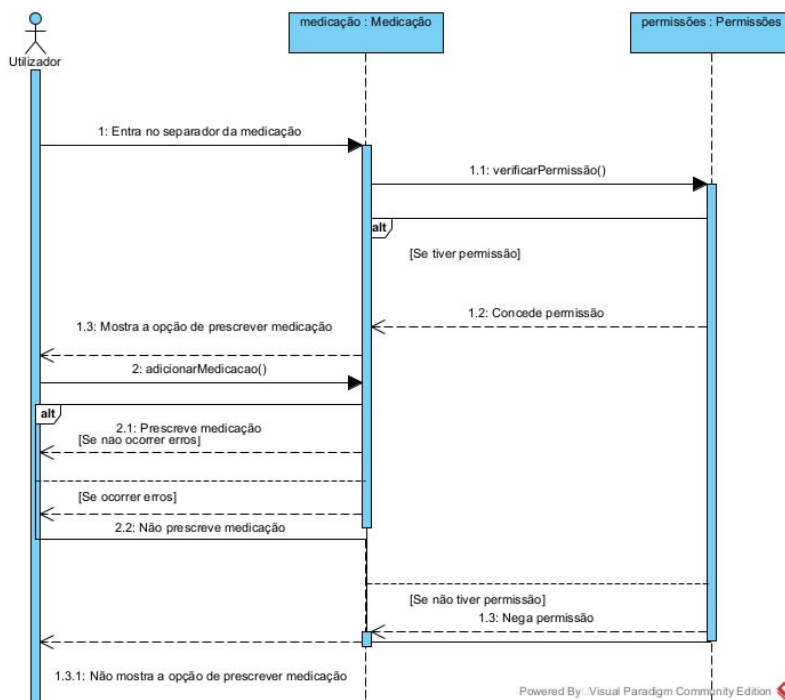 medicação : Medicação
permissões : Permissões
Utilizador
1: Entra no separador da medicação
1.1: verificarPermissão()
alt
[Se tiver permissão]
1.2: Concede permissão
1.3: Mostra a opção de prescrever medicação
2: adicionarMedicacao()
alt
2.1: Prescreve medicação
[Se nao ocorrer erros]
[Se ocorrer erros]
2.2: Não prescreve medicação
[Se não tiver permissão]
1.3: Nega permissão
1.3.1: Não mostra a opção de prescrever medicação
Powered By Visual Paradigm Community Edition